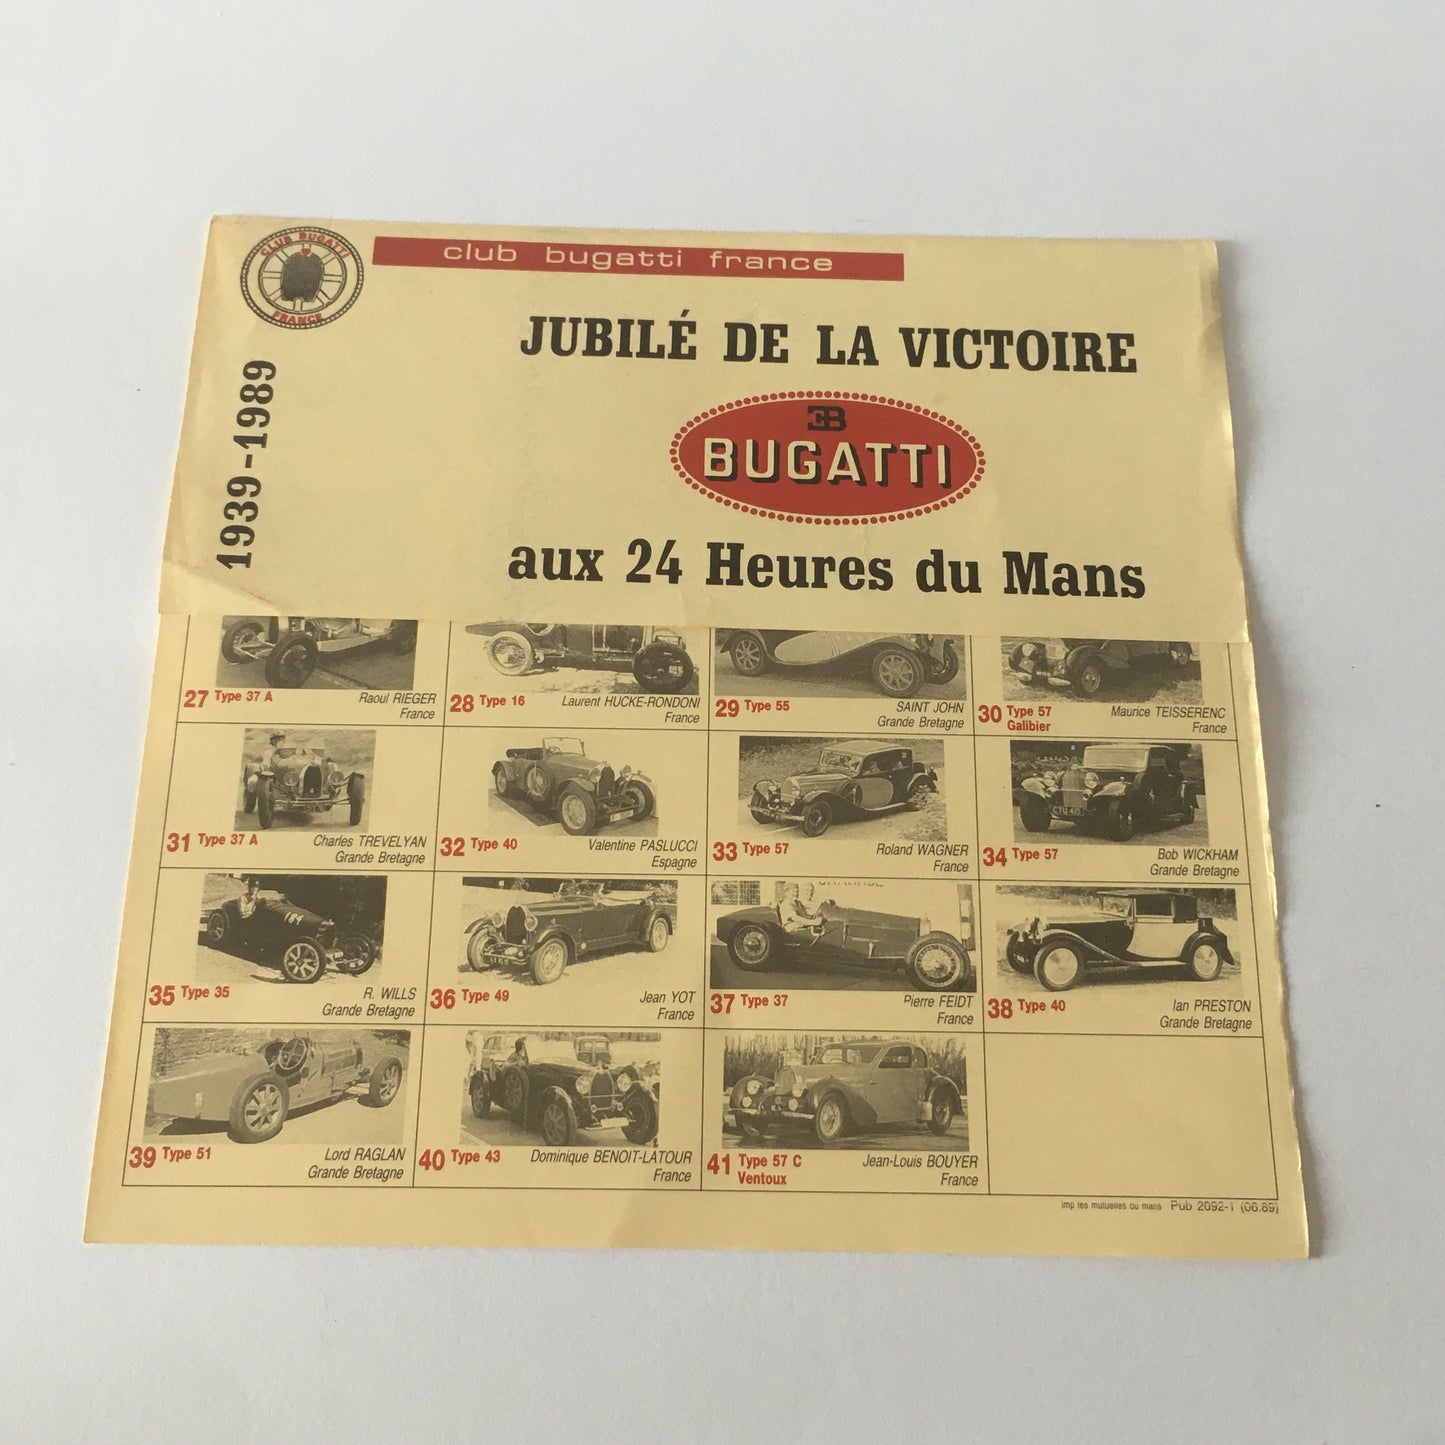 CLUB BUGATTI
FRANCE
club bugatti france
1939-1989
JUBILÉ DE LA VICTOIRE
EB
BUGATTI
aux 24 Heures du Mans
27 Type 37 A
Raoul RIEGER
France
28 Type 16
Laurent HUCKE-RONDONI
France
29 Type 55
SAINT JOHN
Grande Bretagne
30 Type 57
Galibier
Maurice TEISSERENC
France
31 Type 37 A
Charles TREVELYAN
Grande Bretagne
32 Type 40
Valentine PASLUCCI
Espagne
33 Type 57
Roland WAGNER
France
34 Type 57
Bob WICKHAM
Grande Bretagne
35 Type 35
R. WILLS
Grande Bretagne
36 Type 49
Jean YOT
France
37 Type 37
Pierre FEIDT
France
38 Type 40
Ian PRESTON
Grande Bretagne
39 Type 51
Lord RAGLAN
Grande Bretagne
40 Type 43
Dominique BENOIT-LATOUR
France
41 Type 57 C
Ventoux
Jean-Louis BOUYER
France
imp les mutuelles du mans Pub 2092-1 (06.89)